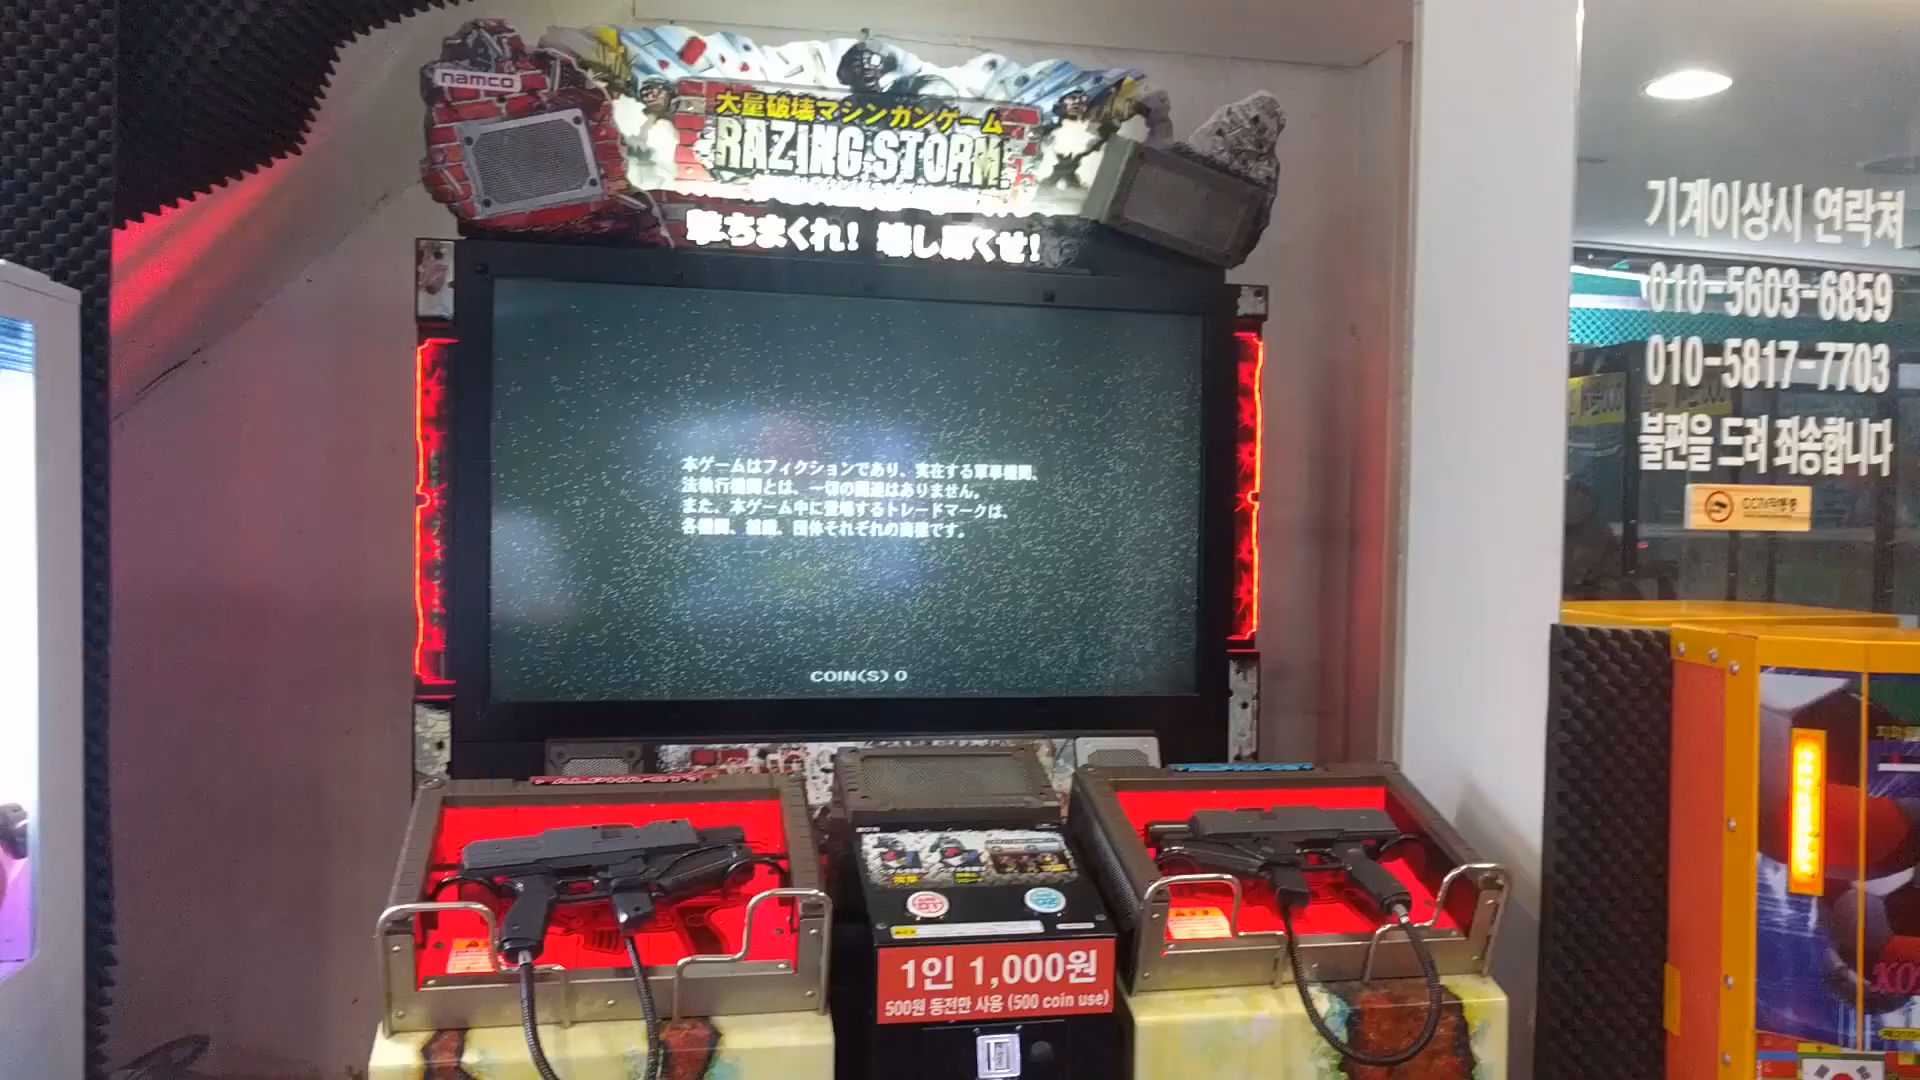 namco
大量破壊マシンガンゲーム
RAZING STORM
撃ちまくれ! 壊し尽くせ!
本ゲームはフィクションであり、実在する軍事機関、
法執行機関とは、一切の関連はありません。
また、本ゲーム中に登場するトレードマークは、
各機関、組織、団体それぞれの商標です。
COIN(S) 0
1인 1,000원
500원 동전만 사용 (500 coin use)
기계이상시 연락처
010-5603-6859
010-5817-7703
불편을 드려 죄송합니다